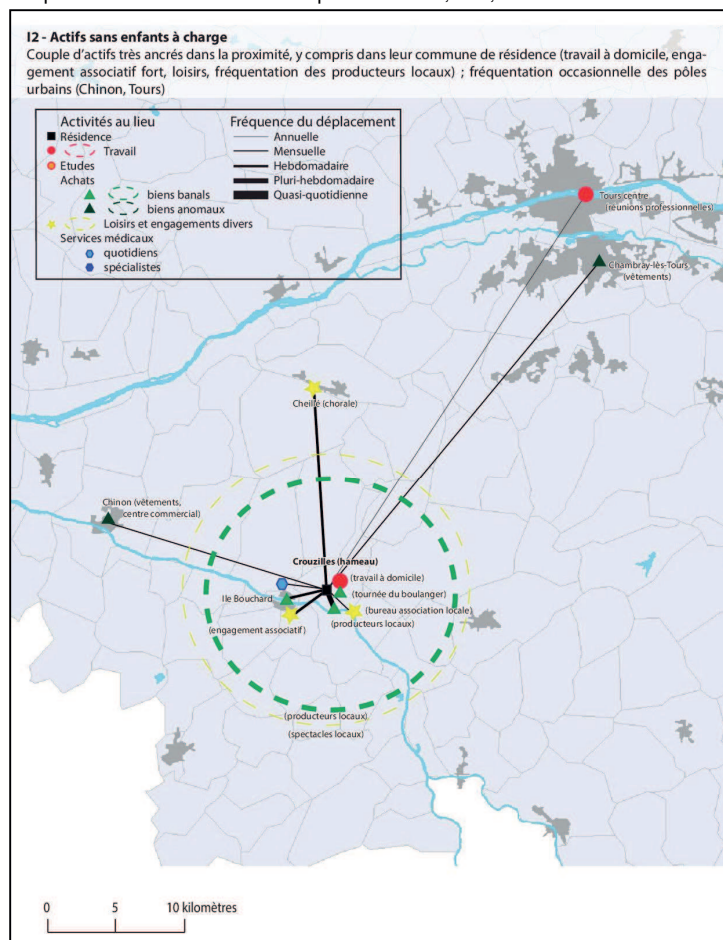 I2 - Actifs sans enfants à charge
Couple d'actifs très ancrés dans la proximité, y compris dans leur commune de résidence (travail à domicile, enga-
gement associatif fort, loisirs, fréquentation des producteurs locaux) ; fréquentation occasionnelle des pôles
urbains (Chinon, Tours)
Activités au lieu
Résidence
Travail
Etudes
Achats
biens banals
biens anomaux
Loisirs et engagements divers
Services médicaux
quotidiens
spécialistes
Fréquence du déplacement
Annuelle
Mensuelle
Hebdomadaire
Pluri-hebdomadaire
Quasi-quotidienne
Tours centre
(réunions professionnelles)
Chambray-lès-Tours
(vêtements)
Cheillé (chorale)
Chinon (vêtements,
centre commercial)
Crouzilles (hameau)
(travail à domicile)
(tournée du boulanger)
Ile Bouchard
(bureau association locale)
(producteurs locaux)
(engagement associatif)
(producteurs locaux)
(spectacles locaux)
0 5 10 kilomètres